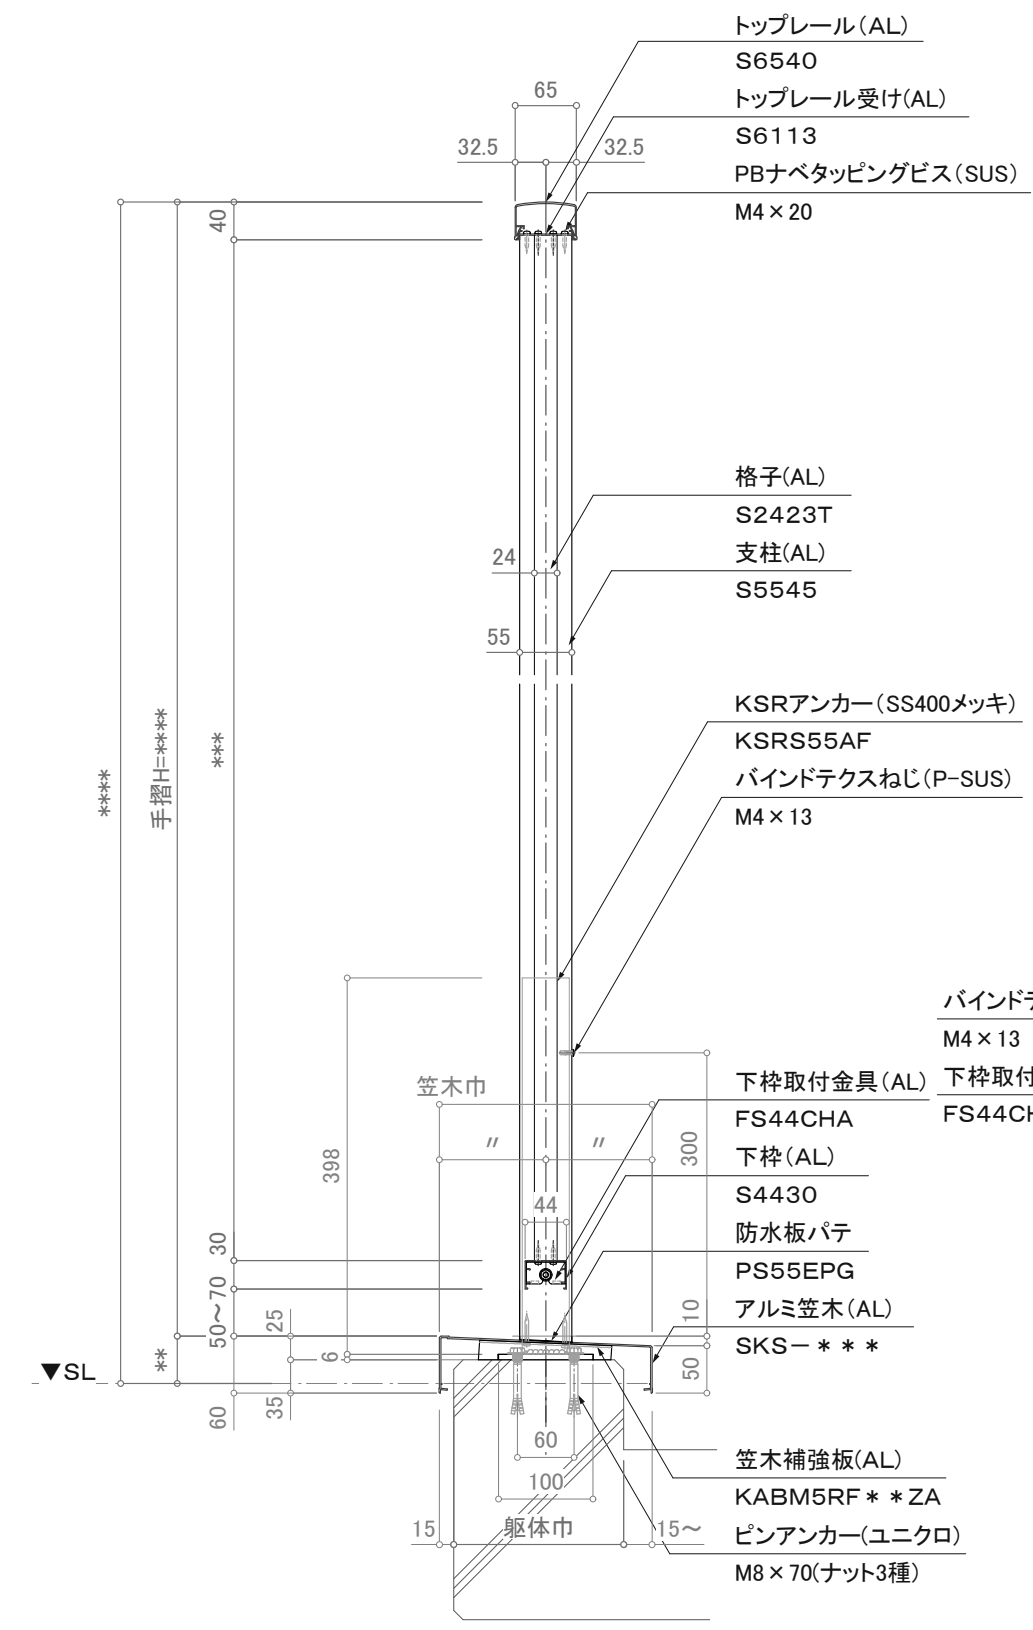 トップレール(AL)
S6540
65
トップレール受け(AL)
S6113
32.5
32.5
PBナベタッピングビス(SUS)
M4×20
40
格子(AL)
S2423T
24
支柱(AL)
S5545
55
KSRアンカー(SS400メッキ)
KSRS55AF
バインドテクスねじ(P-SUS)
M4×13
****
手摺H=****
***
M4×13
下枠取付
FS44CH
笠木巾
下枠取付金具(AL)
FS44CHA
〃
〃
300
398
下枠(AL)
S4430
44
防水板パテ
PS55EPG
30
50～70
25
10
アルミ笠木(AL)
SKS-***
▼SL
**
6
50
60
35
60
笠木補強板(AL)
KABM5RF**ZA
100
15
躯体巾
15～
ピンアンカー(ユニクロ)
M8×70(ナット3種)